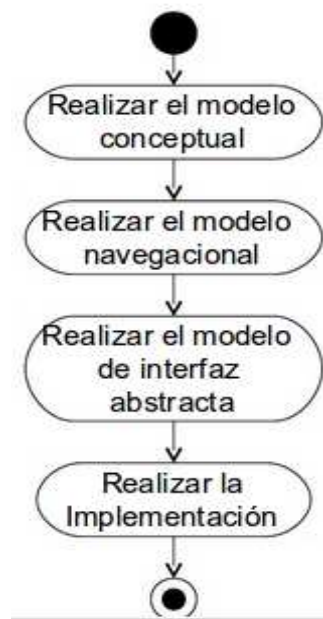 Realizar el modelo
conceptual
Realizar el modelo
navegacional
Realizar el modelo
de interfaz
abstracta
Realizar la
Implementación